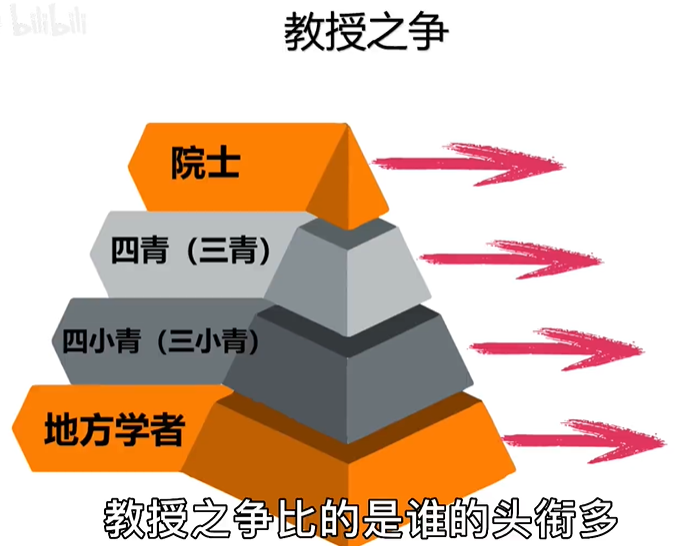 bilibili
教授之争
院士
四青（三青）
四小青（三小青）
地方学者
教授之争比的是谁的头衔多